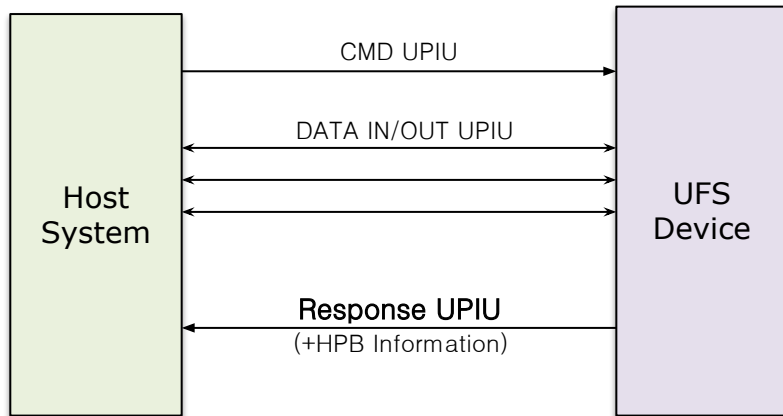 CMD UPIU
DATA IN/OUT UPIU
Host
System
UFS
Device
Response UPIU
(+HPB Information)